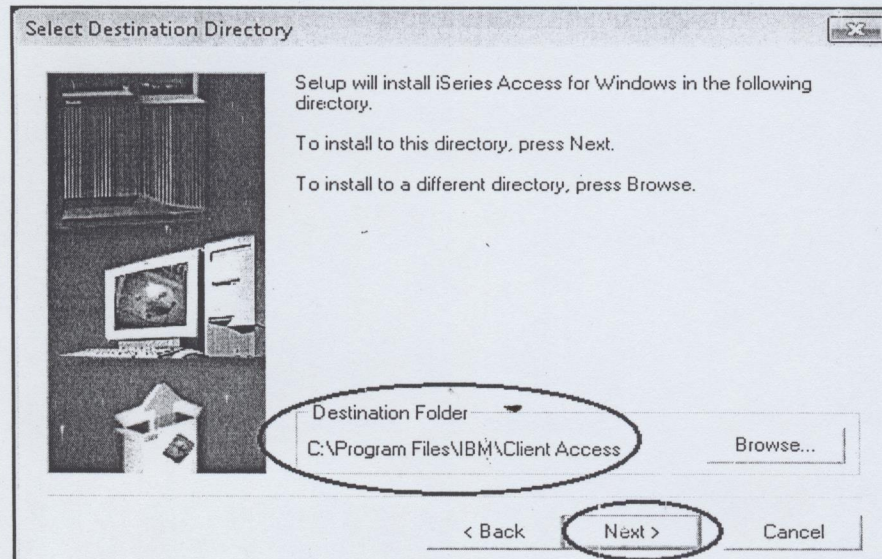 Select Destination Directory
Setup will install iSeries Access for Windows in the following
directory.
To install to this directory, press Next.
To install to a different directory, press Browse.
Destination Folder
C:\Program Files\IBM\Client Access
Browse...
< Back
Next >
Cancel